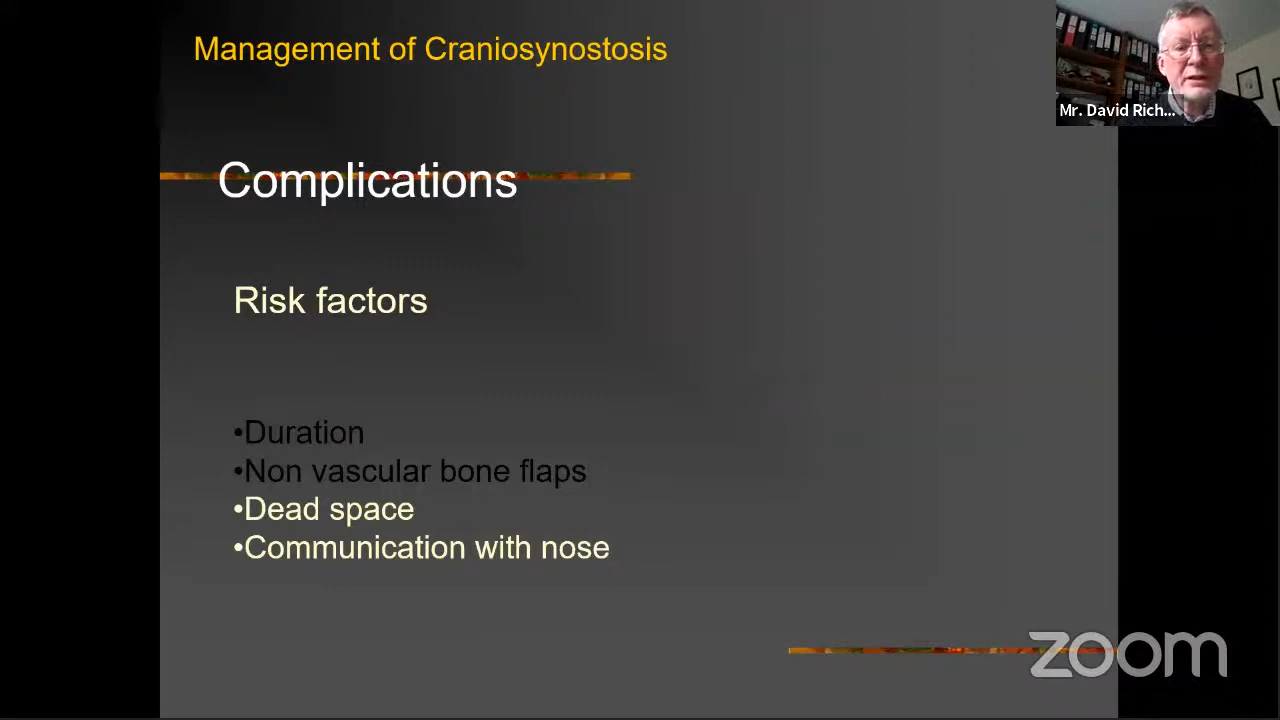 Management of Craniosynostosis
Mr. David Rich...
Complications
Risk factors
•Duration
•Non vascular bone flaps
•Dead space
•Communication with nose
zoom